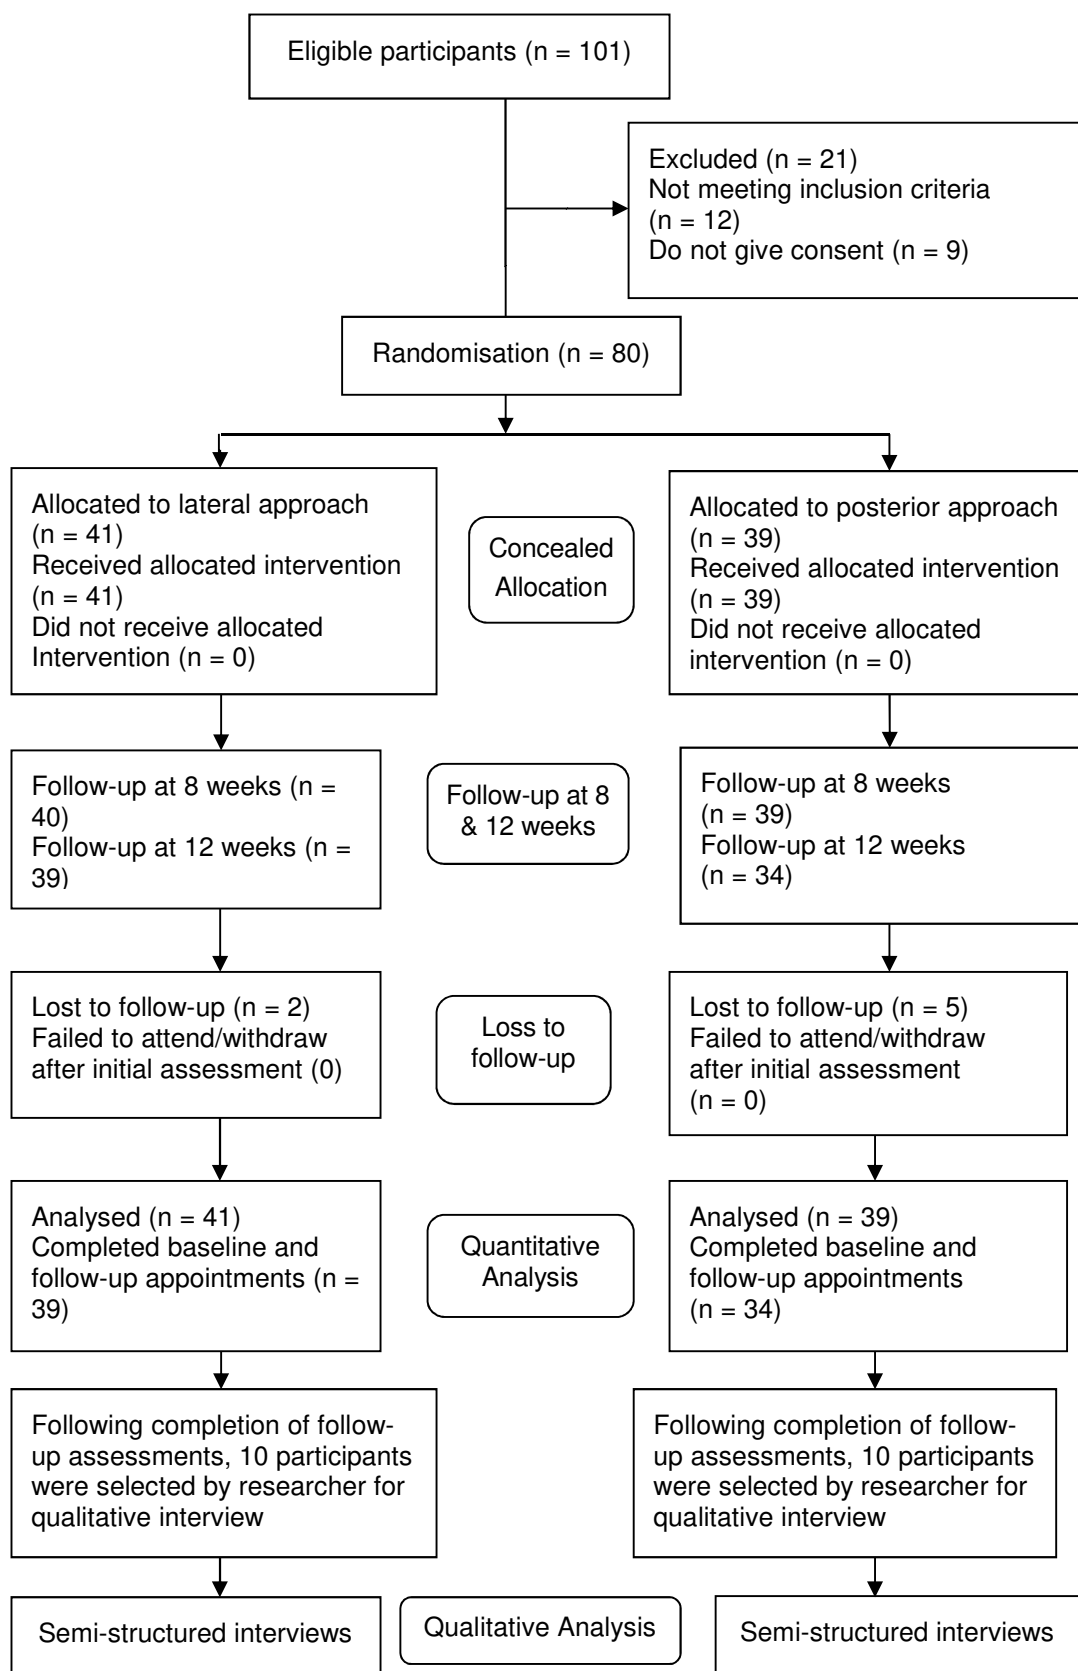 Eligible participants (n = 101)
Excluded (n = 21)
Not meeting inclusion criteria
(n = 12)
Do not give consent (n = 9)
Randomisation (n = 80)
Allocated to lateral approach
(n = 41)
Received allocated intervention
(n = 41)
Did not receive allocated
Intervention (n = 0)
Concealed
Allocation
Allocated to posterior approach
(n = 39)
Received allocated intervention
(n = 39)
Did not receive allocated
intervention (n = 0)
Follow-up at 8 weeks (n =
40)
Follow-up at 12 weeks (n =
39)
Follow-up at 8
& 12 weeks
Follow-up at 8 weeks
(n = 39)
Follow-up at 12 weeks
(n = 34)
Lost to follow-up (n = 2)
Failed to attend/withdraw
after initial assessment (0)
Loss to
follow-up
Lost to follow-up (n = 5)
Failed to attend/withdraw
after initial assessment
(n = 0)
Analysed (n = 41)
Completed baseline and
follow-up appointments (n =
39)
Quantitative
Analysis
Analysed (n = 39)
Completed baseline and
follow-up appointments
(n = 34)
Following completion of follow-
up assessments, 10 participants
were selected by researcher for
qualitative interview
Following completion of follow-
up assessments, 10 participants
were selected by researcher for
qualitative interview
Semi-structured interviews
Qualitative Analysis
Semi-structured interviews